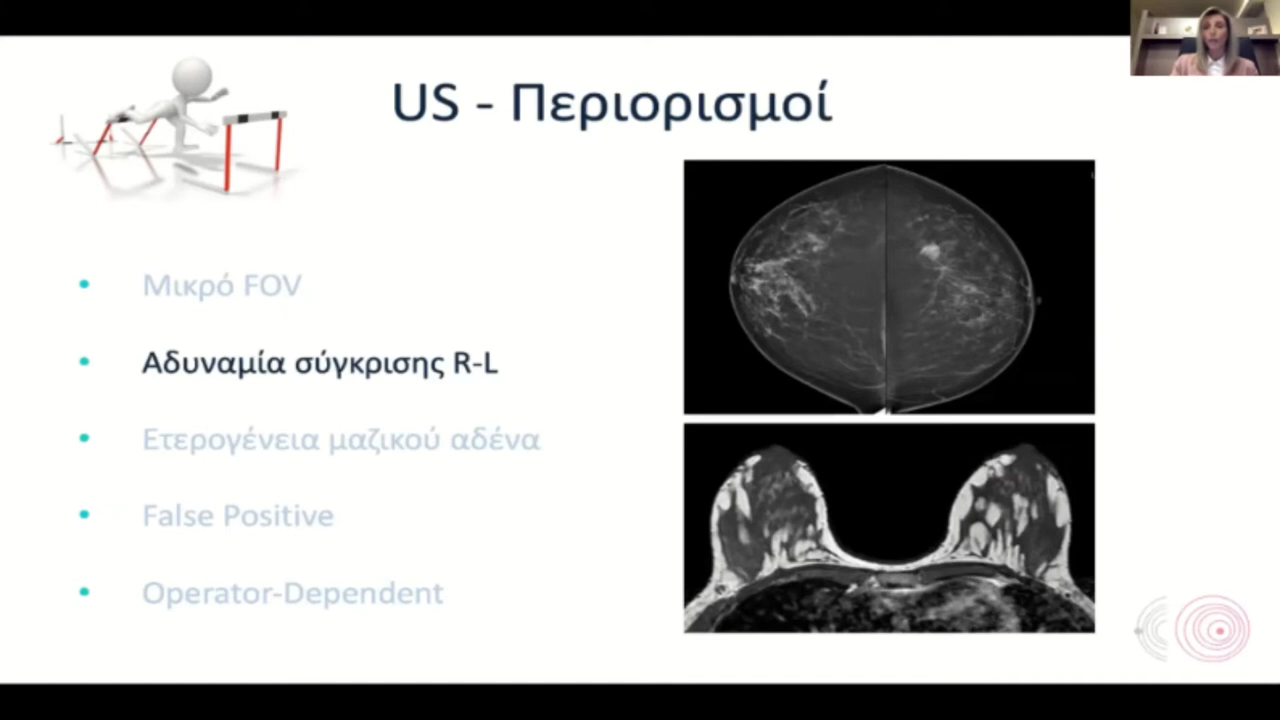 US - Περιορισμοί
Μικρό FOV
Αδυναμία σύγκρισης R-L
Ετερογένεια μαζικού αδένα
False Positive
Operator-Dependent